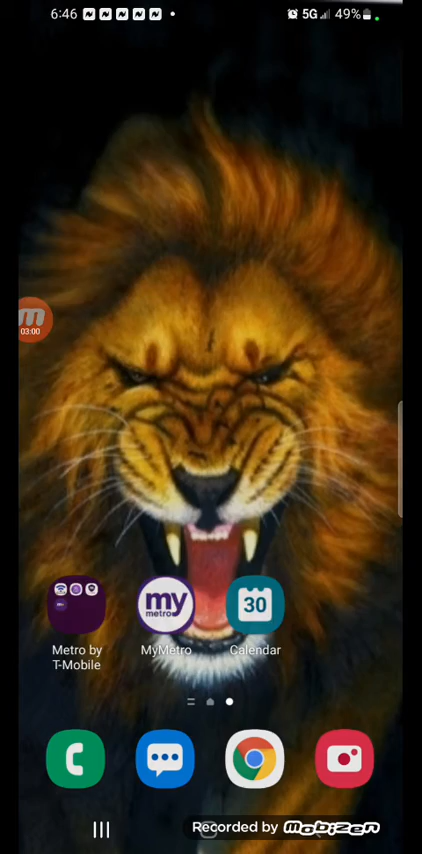 6:46
5G 49%
03:00
my
metro
30
Metro by
T-Mobile
MyMetro
Calendar
Recorded by Mobizen